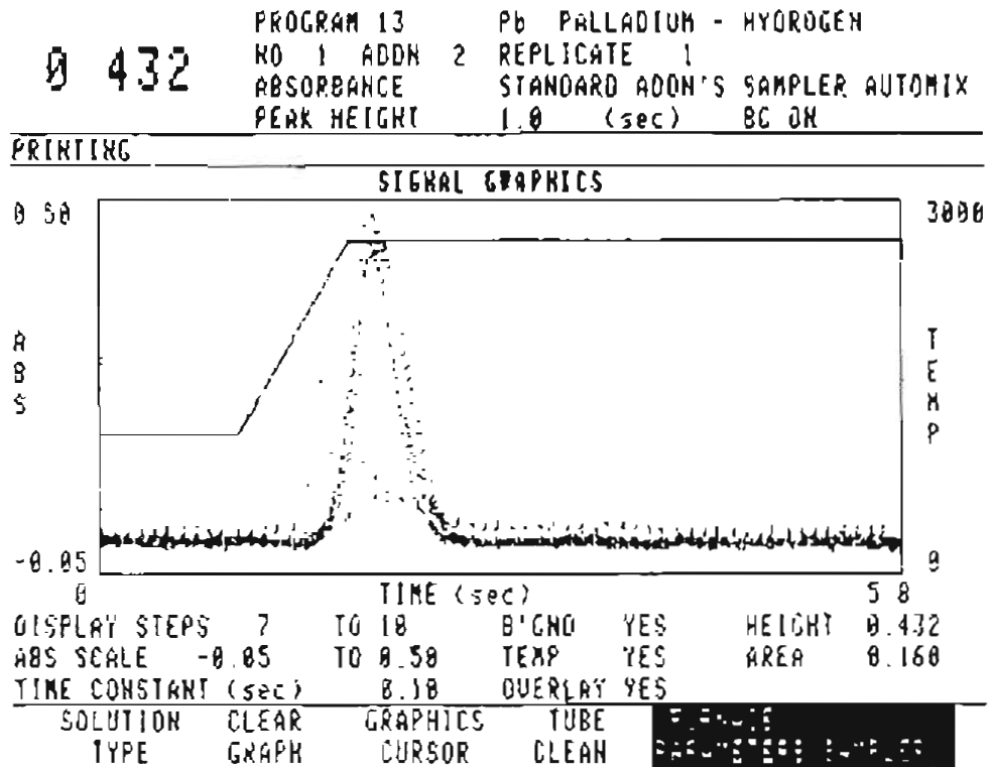 0 432
PROGRAM 13 Pb PALLADIUM - HYDROGEN
NO 1 ADDN 2 REPLICATE 1
ABSORBANCE STANDARD ADDN'S SAMPLER AUTOMIX
PEAK HEIGHT 1.0 (sec) BC ON
PRINTING
SIGNAL GRAPHICS
0 50 3000
ABS TEMP
-0.05 0
0 TIME (sec) 5 8
DISPLAY STEPS 7 TO 18 B'GND YES HEIGHT 0.432
ABS SCALE -0.05 TO 0.50 TEMP YES AREA 0.160
TIME CONSTANT (sec) 0.10 OVERLAY YES
SOLUTION CLEAR GRAPHICS TUBE
TYPE GRAPH CURSOR CLEAN